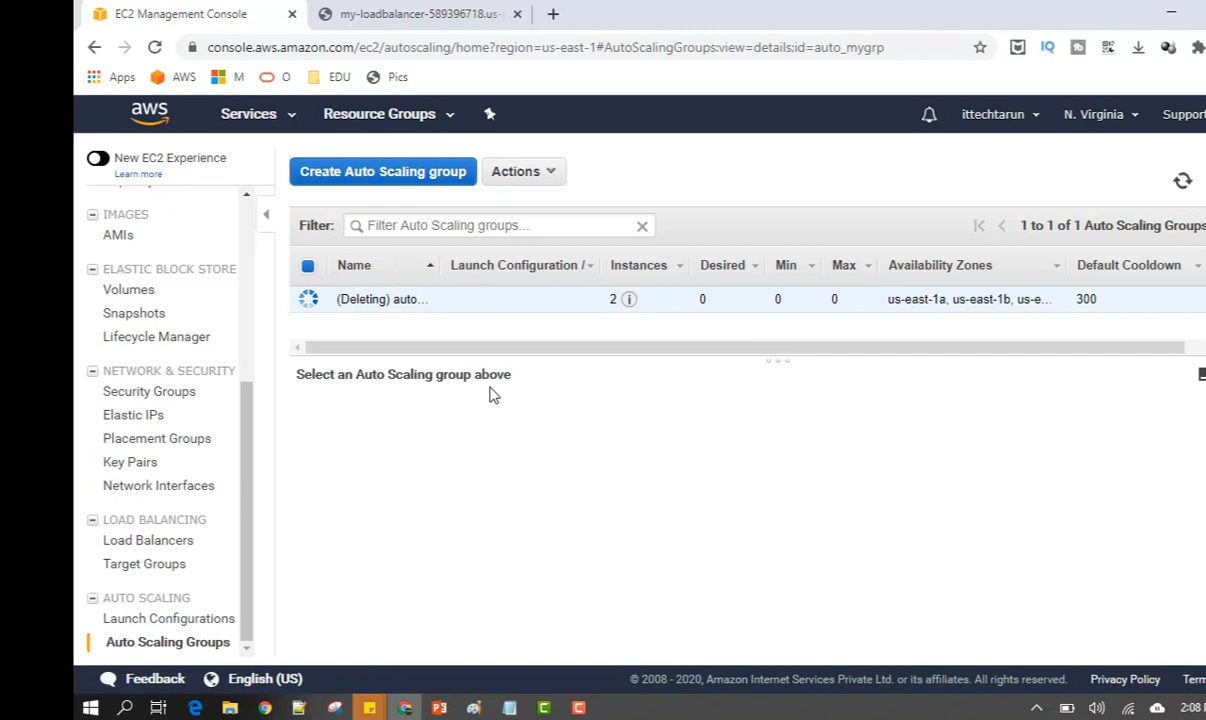 EC2 Management Console
my-loadbalancer-589396718.us-
console.aws.amazon.com/ec2/autoscaling/home?region=us-east-1#AutoScalingGroups:view=details;id=auto_mygrp
IQ
Apps AWS M O EDU Pics
aws Services Resource Groups ittechtarun N. Virginia Support
New EC2 Experience
Learn more
Create Auto Scaling group Actions
IMAGES
AMIs
Filter: Filter Auto Scaling groups... 1 to 1 of 1 Auto Scaling Groups
Name Launch Configuration / Instances Desired Min Max Availability Zones Default Cooldown
(Deleting) auto... 2 0 0 0 us-east-1a, us-east-1b, us-e... 300
ELASTIC BLOCK STORE
Volumes
Snapshots
Lifecycle Manager
Select an Auto Scaling group above
NETWORK & SECURITY
Security Groups
Elastic IPs
Placement Groups
Key Pairs
Network Interfaces
LOAD BALANCING
Load Balancers
Target Groups
AUTO SCALING
Launch Configurations
Auto Scaling Groups
Feedback English (US) © 2008 - 2020, Amazon Internet Services Private Ltd. or its affiliates. All rights reserved. Privacy Policy Term
2:08